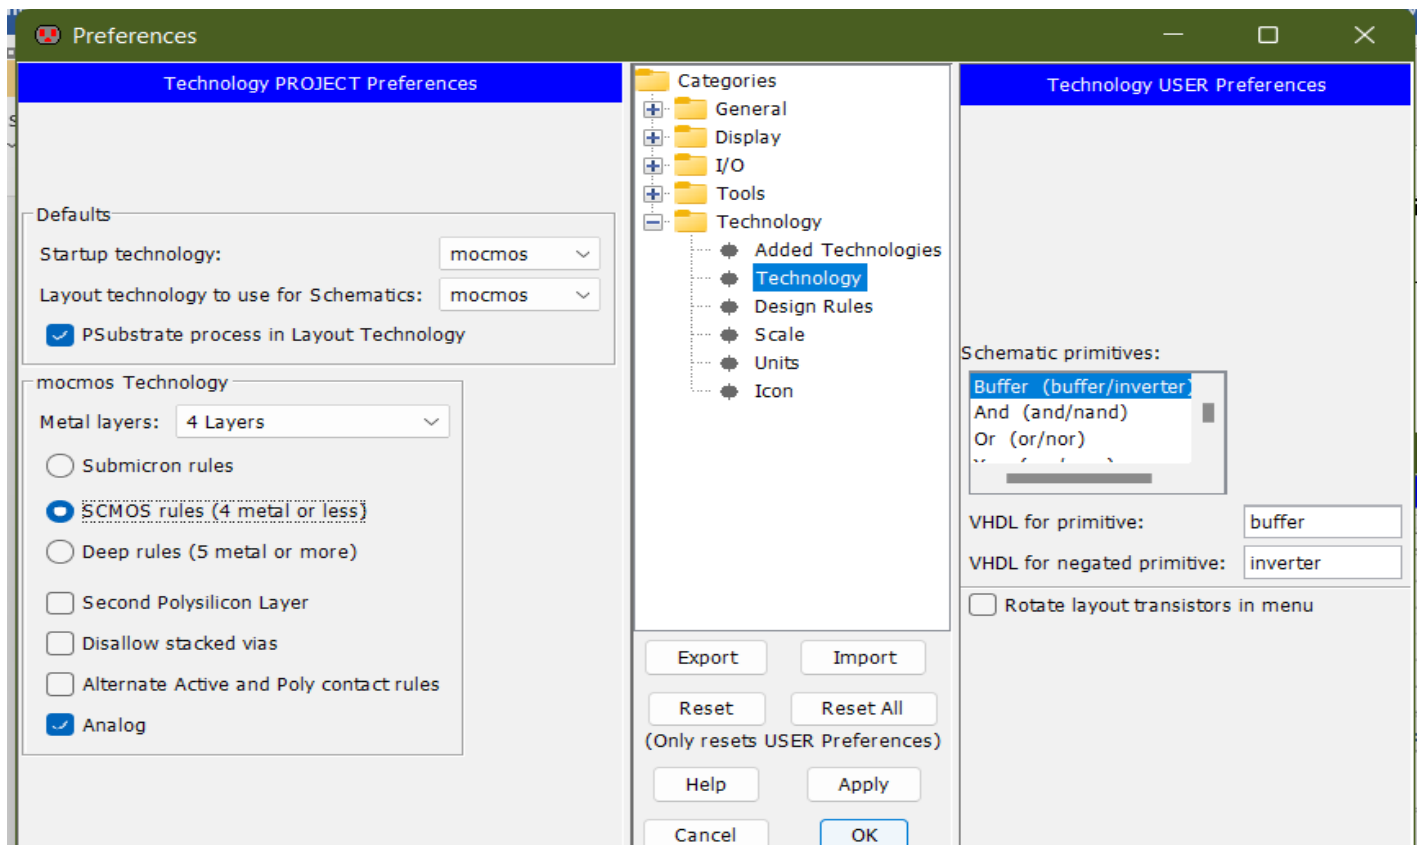 Preferences
Technology PROJECT Preferences
Defaults
Startup technology: mocmos
Layout technology to use for Schematics: mocmos
PSubstrate process in Layout Technology
mocmos Technology
Metal layers: 4 Layers
Submicron rules
SCMOS rules (4 metal or less)
Deep rules (5 metal or more)
Second Polysilicon Layer
Disallow stacked vias
Alternate Active and Poly contact rules
Analog
Categories
General
Display
I/O
Tools
Technology
Added Technologies
Technology
Design Rules
Scale
Units
Icon
Export Import
Reset Reset All
(Only resets USER Preferences)
Help Apply
Cancel OK
Technology USER Preferences
Schematic primitives:
Buffer (buffer/inverter)
And (and/nand)
Or (or/nor)
VHDL for primitive: buffer
VHDL for negated primitive: inverter
Rotate layout transistors in menu